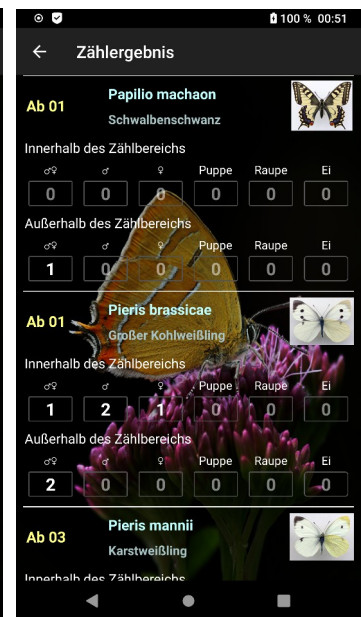 100 % 00:51
Zählergebnis
Papilio machaon
Ab 01
Schwalbenschwanz
Innerhalb des Zählbereichs
♂♀ ♂ ♀ Puppe Raupe Ei
0 0 0 0 0 0
Außerhalb des Zählbereichs
♂♀ ♂ ♀ Puppe Raupe Ei
1 0 0 0 0 0
Pieris brassicae
Ab 01
Großer Kohlweißling
Innerhalb des Zählbereichs
♂♀ ♂ ♀ Puppe Raupe Ei
1 2 1 0 0 0
Außerhalb des Zählbereichs
♂♀ ♂ ♀ Puppe Raupe Ei
2 0 0 0 0 0
Pieris mannii
Ab 03
Karstweißling
Innerhalb des Zählbereichs